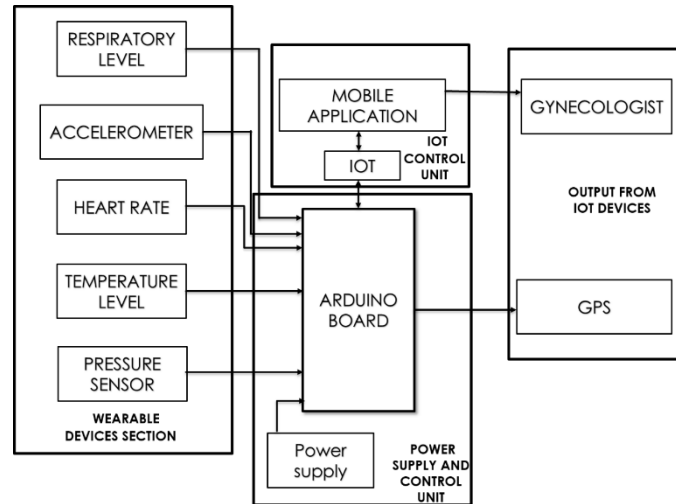 RESPIRATORY
LEVEL
ACCELEROMETER
HEART RATE
TEMPERATURE
LEVEL
PRESSURE
SENSOR
WEARABLE
DEVICES SECTION
MOBILE
APPLICATION
IOT
IOT
CONTROL
UNIT
ARDUINO
BOARD
Power
supply
POWER
SUPPLY AND
CONTROL
UNIT
GYNECOLOGIST
OUTPUT FROM
IOT DEVICES
GPS